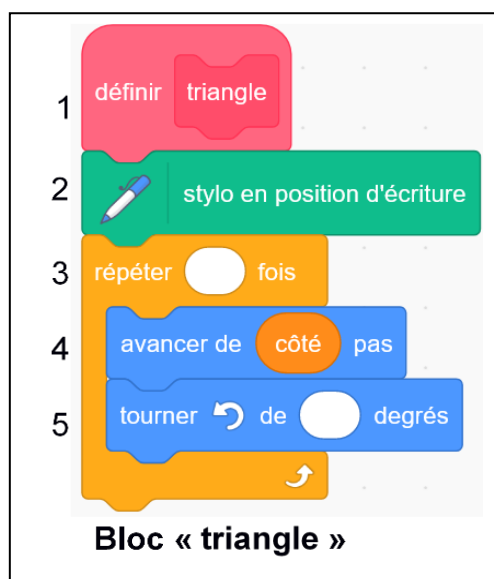 1 définir triangle
2 stylo en position d'écriture
3 répéter fois
4 avancer de côté pas
5 tourner de degrés
Bloc « triangle »